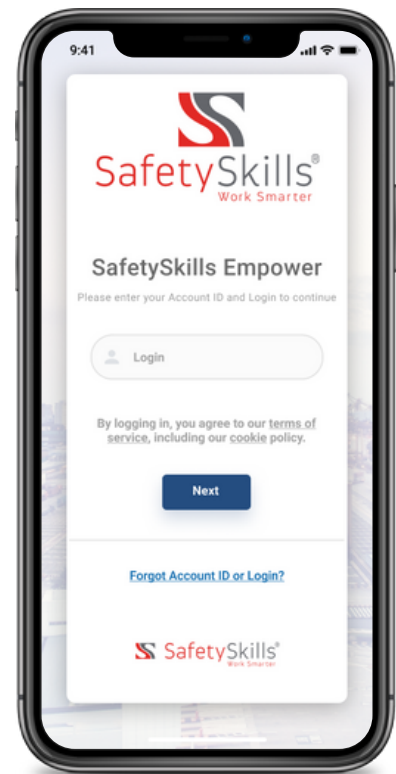 9:41
SafetySkills®
Work Smarter
SafetySkills Empower
Please enter your Account ID and Login to continue
Login
By logging in, you agree to our terms of
service, including our cookie policy.
Next
Forgot Account ID or Login?
SafetySkills®
Work Smarter